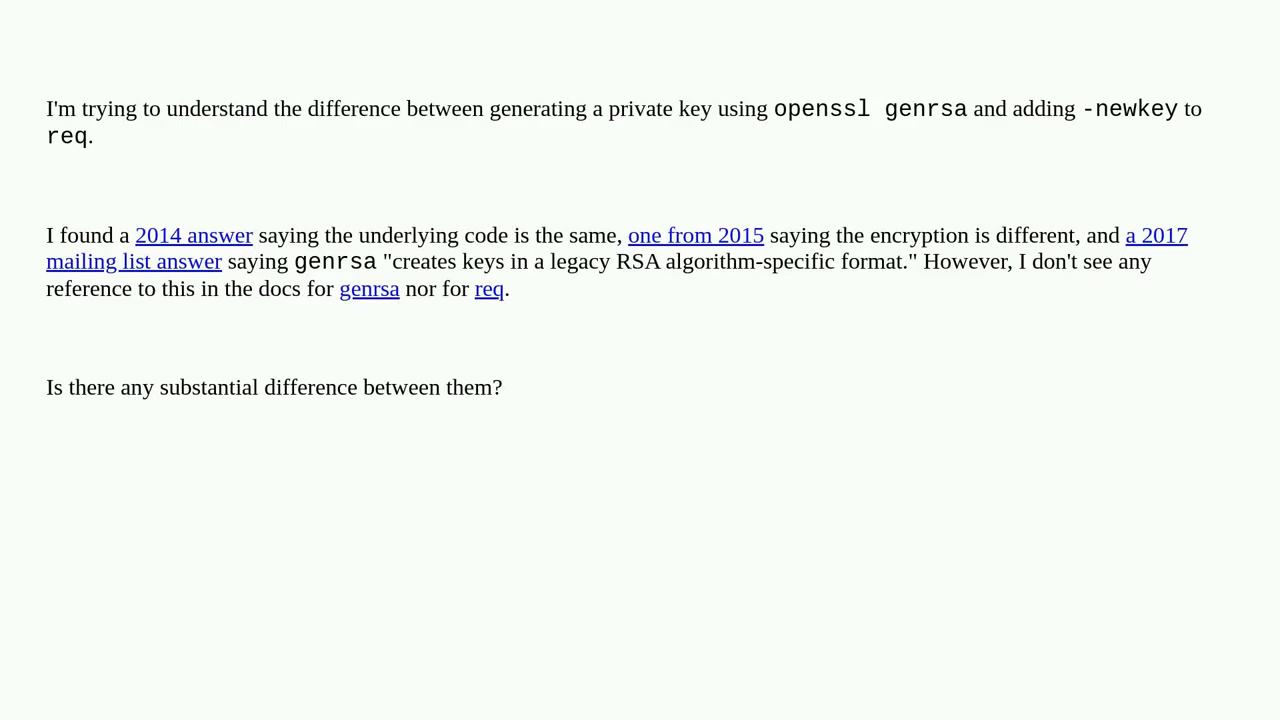 I'm trying to understand the difference between generating a private key using openssl genrsa and adding -newkey to
req.
I found a 2014 answer saying the underlying code is the same, one from 2015 saying the encryption is different, and a 2017
mailing list answer saying genrsa "creates keys in a legacy RSA algorithm-specific format." However, I don't see any
reference to this in the docs for genrsa nor for req.
Is there any substantial difference between them?